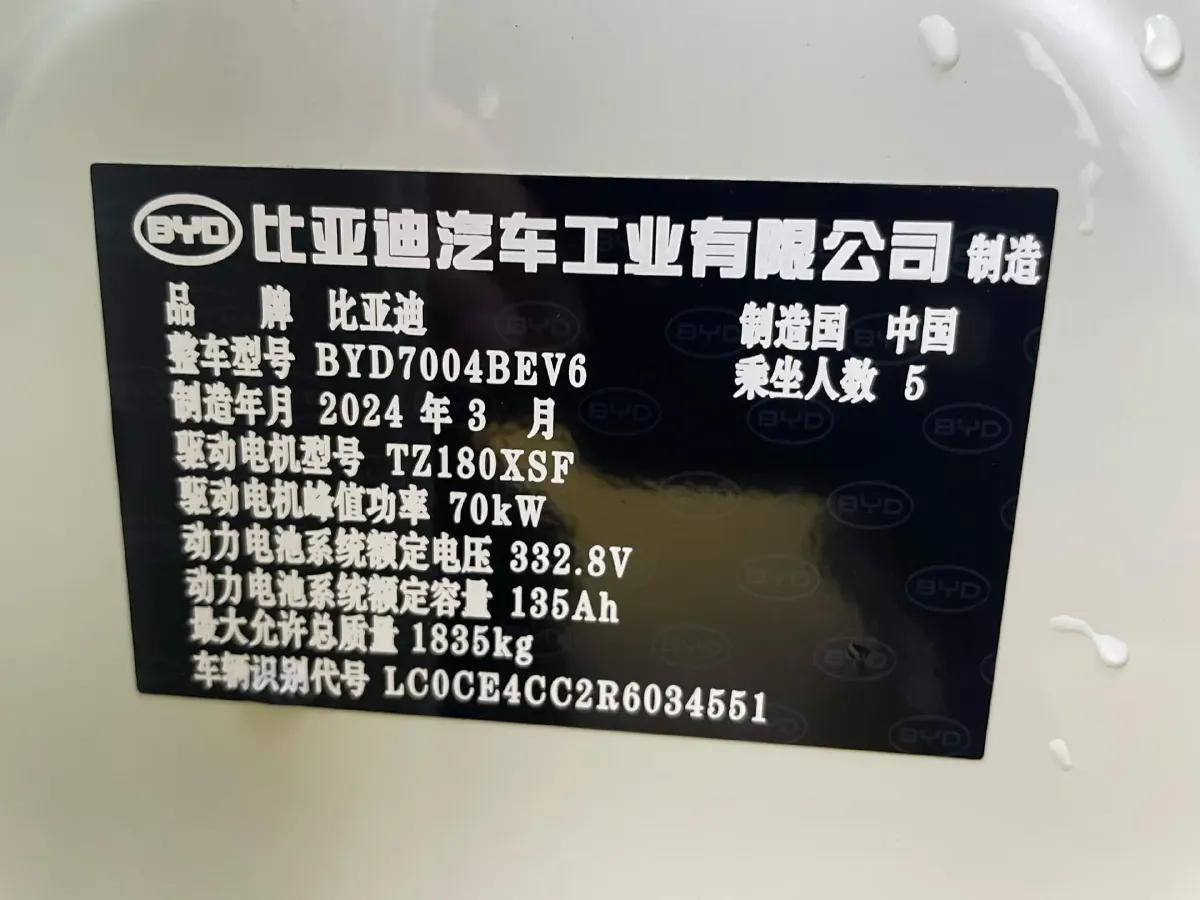 BYD 比亚迪汽车工业有限公司 制造
品 牌 比亚迪 制造国 中国
整车型号 BYD7004BEV6 乘坐人数 5
制造年月 2024 年 3 月
驱动电机型号 TZ180XSF
驱动电机峰值功率 70kW
动力电池系统额定电压 332.8V
动力电池系统额定容量 135Ah
最大允许总质量 1835kg
车辆识别代号 LC0CE4CC2R6034551